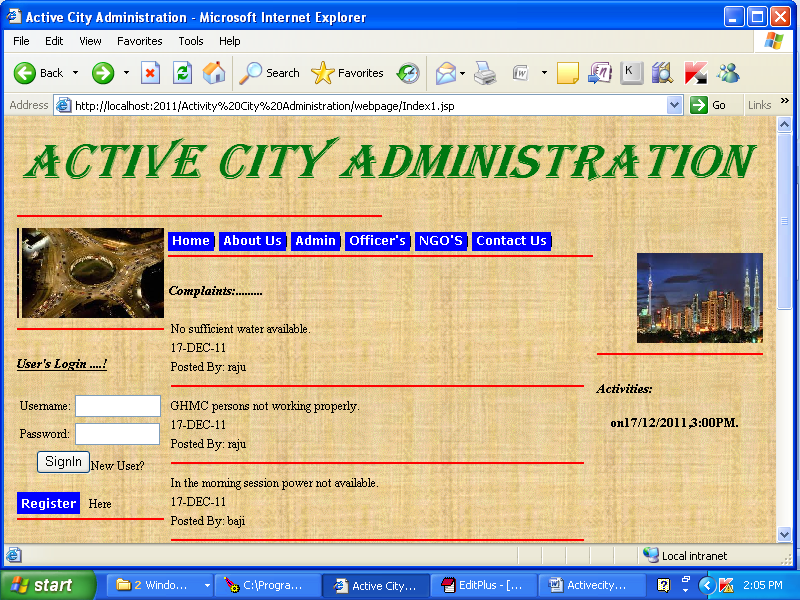 Active City Administration - Microsoft Internet Explorer
File Edit View Favorites Tools Help
Back Search Favorites
Address http://localhost:2011/Activity%20City%20Administration/webpage/Index1.jsp Go Links »
ACTIVE CITY ADMINISTRATION
Home About Us Admin Officer's NGO'S Contact Us
Complaints:.........
No sufficient water available.
17-DEC-11
Posted By: raju
GHMC persons not working properly.
17-DEC-11
Posted By: raju
In the morning session power not available.
17-DEC-11
Posted By: baji
User's Login ....!
Username:
Password:
SignIn New User?
Register Here
Activities:
on17/12/2011,3:00PM.
Local intranet
start 2 Windo... C:\Progra... Active City... EditPlus - [... Activecity... 2:05 PM